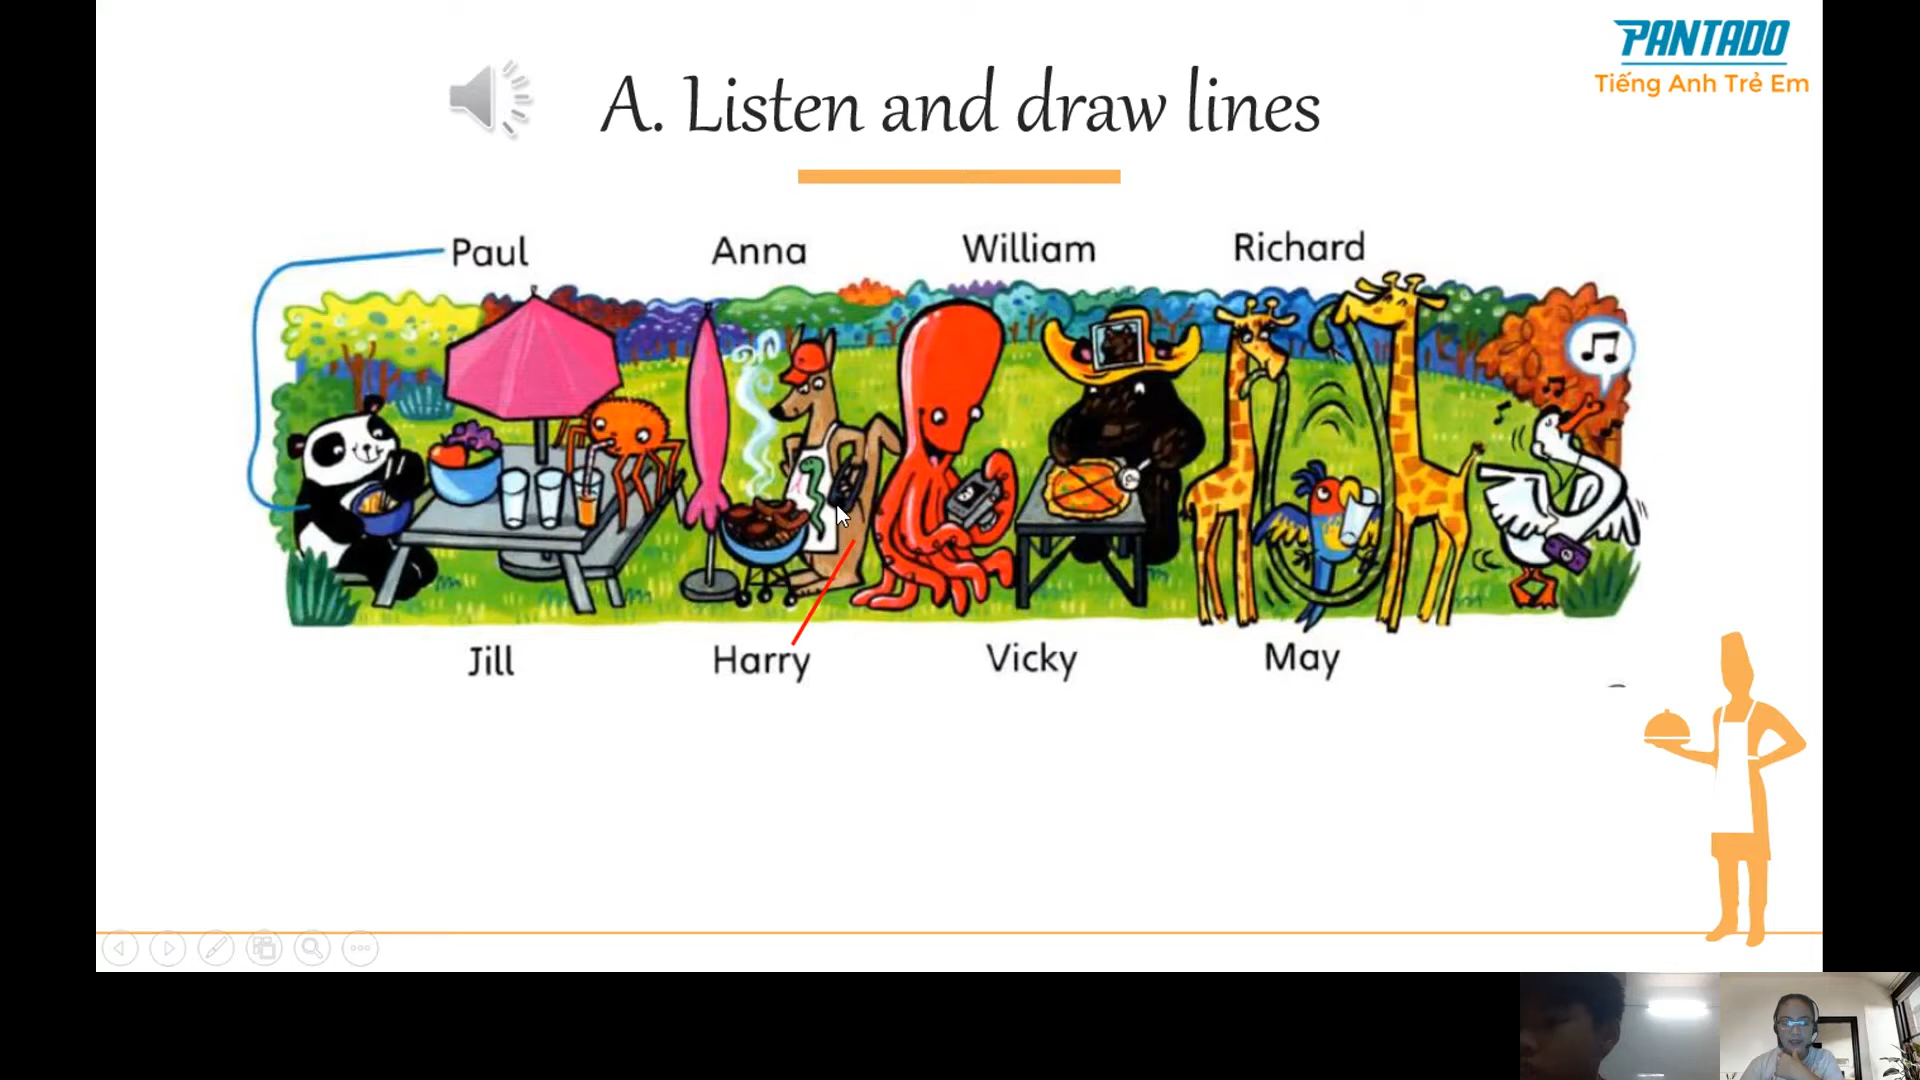 PANTADO
Tiếng Anh Trẻ Em
A. Listen and draw lines
Paul
Anna
William
Richard
Jill
Harry
Vicky
May